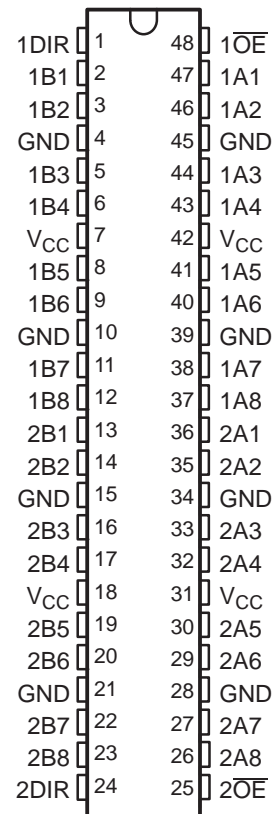 1DIR 1 48 1O̅E̅
1B1 2 47 1A1
1B2 3 46 1A2
GND 4 45 GND
1B3 5 44 1A3
1B4 6 43 1A4
VCC 7 42 VCC
1B5 8 41 1A5
1B6 9 40 1A6
GND 10 39 GND
1B7 11 38 1A7
1B8 12 37 1A8
2B1 13 36 2A1
2B2 14 35 2A2
GND 15 34 GND
2B3 16 33 2A3
2B4 17 32 2A4
VCC 18 31 VCC
2B5 19 30 2A5
2B6 20 29 2A6
GND 21 28 GND
2B7 22 27 2A7
2B8 23 26 2A8
2DIR 24 25 2O̅E̅